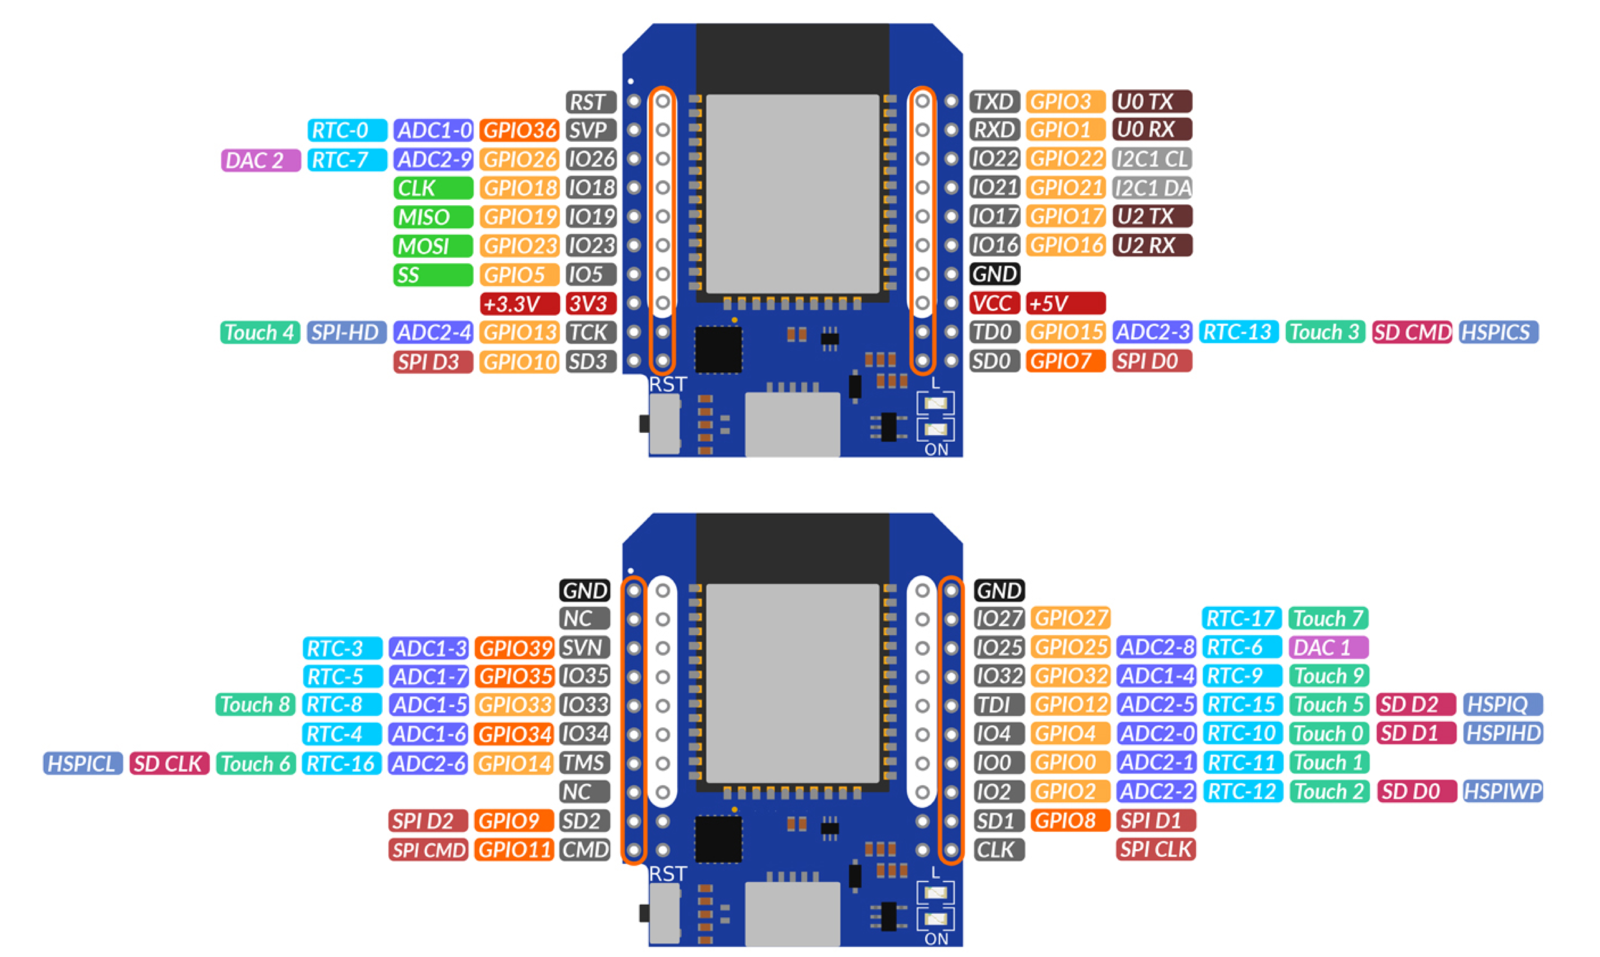 RST TXD GPIO3 U0 TX
RTC-0 ADC1-0 GPIO36 SVP RXD GPIO1 U0 RX
DAC 2 RTC-7 ADC2-9 GPIO26 IO26 IO22 GPIO22 I2C1 CL
CLK GPIO18 IO18 IO21 GPIO21 I2C1 DA
MISO GPIO19 IO19 IO17 GPIO17 U2 TX
MOSI GPIO23 IO23 IO16 GPIO16 U2 RX
SS GPIO5 IO5 GND
+3.3V 3V3 VCC +5V
Touch 4 SPI-HD ADC2-4 GPIO13 TCK TD0 GPIO15 ADC2-3 RTC-13 Touch 3 SD CMD HSPICS
SPI D3 GPIO10 SD3 SD0 GPIO7 SPI D0
RST L
ON
GND GND
NC IO27 GPIO27 RTC-17 Touch 7
RTC-3 ADC1-3 GPIO39 SVN IO25 GPIO25 ADC2-8 RTC-6 DAC 1
RTC-5 ADC1-7 GPIO35 IO35 IO32 GPIO32 ADC1-4 RTC-9 Touch 9
Touch 8 RTC-8 ADC1-5 GPIO33 IO33 TDI GPIO12 ADC2-5 RTC-15 Touch 5 SD D2 HSPIQ
RTC-4 ADC1-6 GPIO34 IO34 IO4 GPIO4 ADC2-0 RTC-10 Touch 0 SD D1 HSPIHD
HSPICL SD CLK Touch 6 RTC-16 ADC2-6 GPIO14 TMS IO0 GPIO0 ADC2-1 RTC-11 Touch 1
NC IO2 GPIO2 ADC2-2 RTC-12 Touch 2 SD D0 HSPIWP
SPI D2 GPIO9 SD2 SD1 GPIO8 SPI D1
SPI CMD GPIO11 CMD CLK SPI CLK
RST L
ON